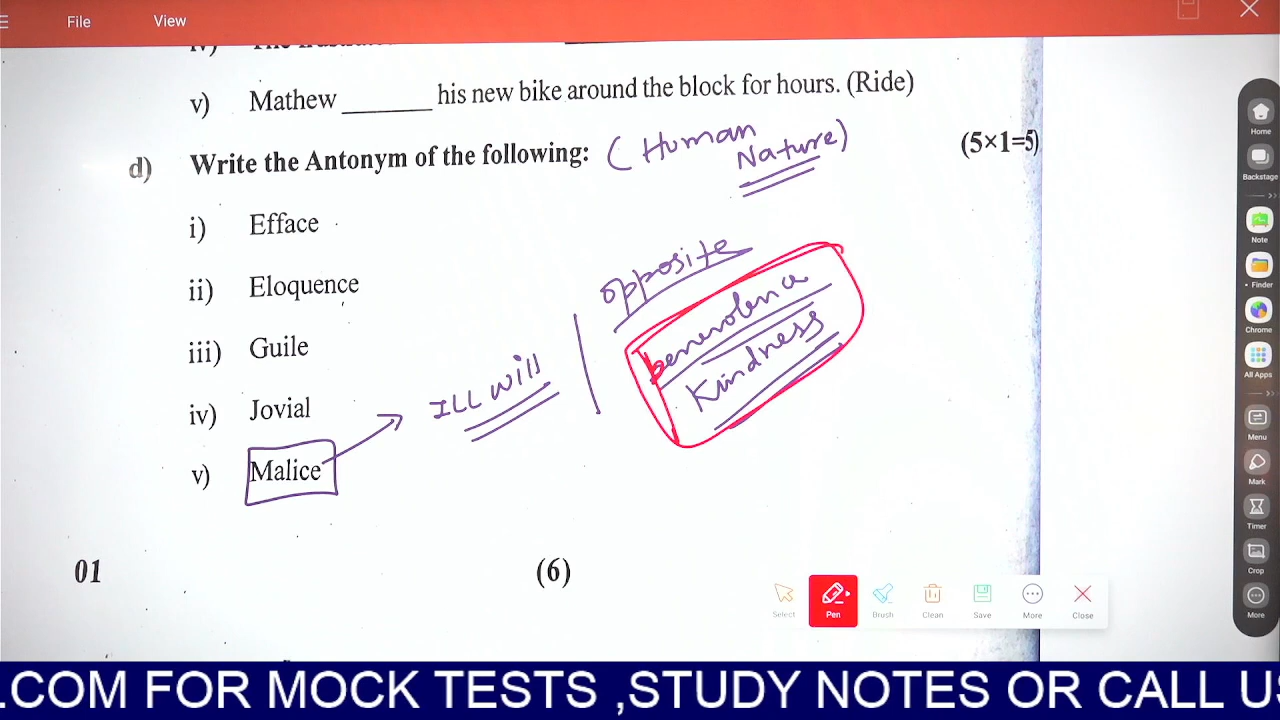 File View
v) Mathew _______ his new bike around the block for hours. (Ride)
d) Write the Antonym of the following: (5×1=5)
(Human
Nature)
i) Efface
ii) Eloquence
iii) Guile
iv) Jovial
v) Malice
ILL will
opposite
benevolence
Kindness
01 (6)
Home
Backstage
Note
Finder
Chrome
All Apps
Menu
Mark
Timer
Crop
More
Select Pen Brush Clean Save More Close
.COM FOR MOCK TESTS ,STUDY NOTES OR CALL US